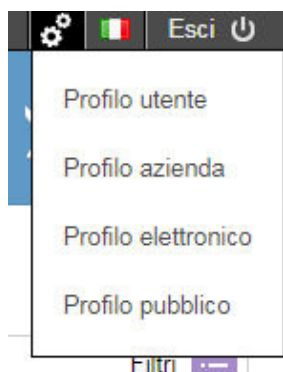 Esci
Profilo utente
Profilo azienda
Profilo elettronico
Profilo pubblico
Filtri